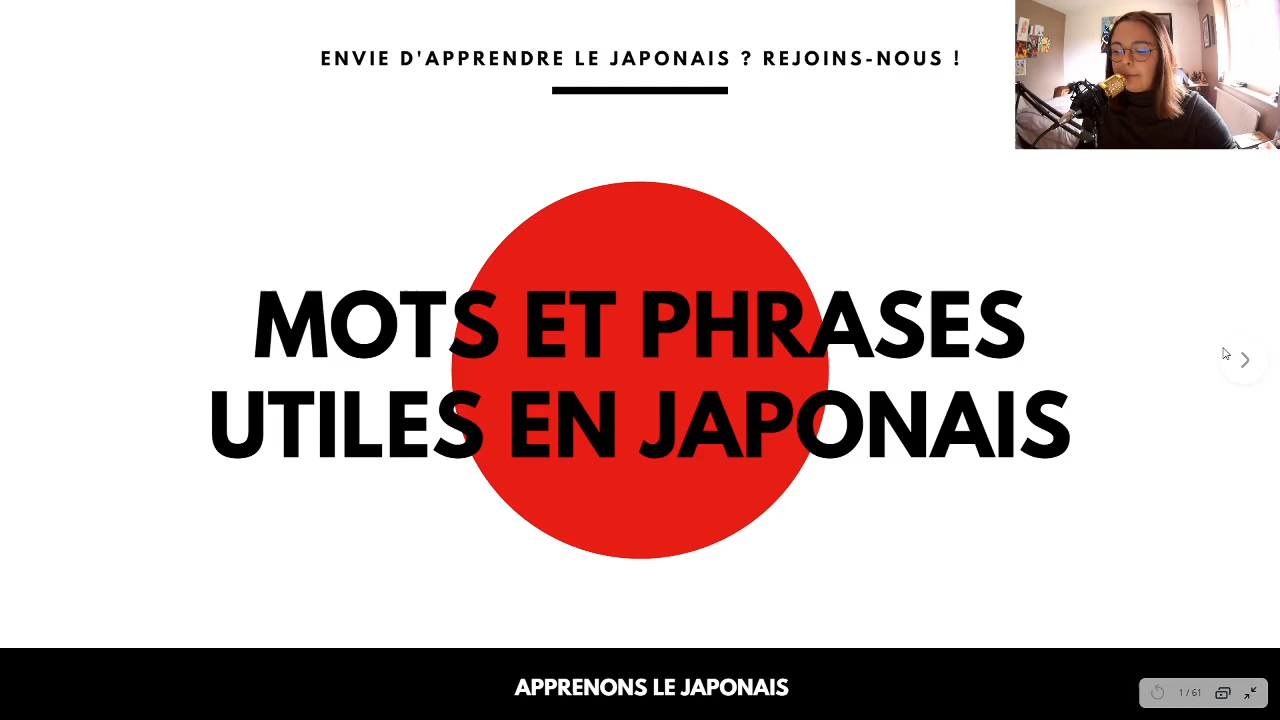 ENVIE D'APPRENDRE LE JAPONAIS ? REJOINS-NOUS !
MOTS ET PHRASES
UTILES EN JAPONAIS
APPRENONS LE JAPONAIS
1 / 61